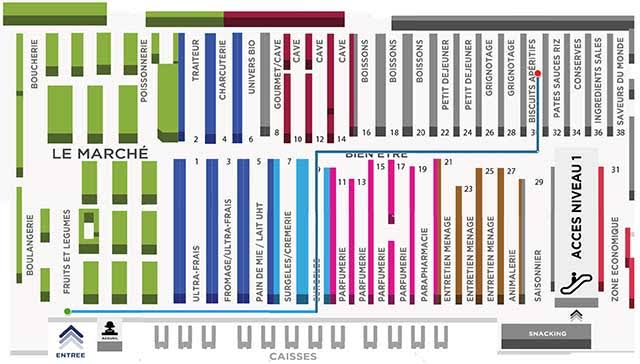 BOUCHERIE
POISSONNERIE
TRAITEUR
CHARCUTERIE
UNIVERS BIO
GOURMET/CAVE
CAVE
CAVE
CAVE
BOISSONS
BOISSONS
BOISSONS
PETIT DEJEUNER
PETIT DEJEUNER
GRIGNOTAGE
GRIGNOTAGE
BISCUITS APÉRITIFS
PATES SAUCES RIZ
CONSERVES
INGREDIENTS SALES
SAVEURS DU MONDE
2
4
6
8
10
12
14
16
18
20
22
24
26
28
3
32
34
36
38
LE MARCHÉ
BIEN ETRE
1
3
5
7
9
11
13
15
17
19
21
23
25
27
29
31
BOULANGERIE
FRUITS ET LEGUMES
ULTRA-FRAIS
FROMAGE/ULTRA-FRAIS
PAIN DE MIE / LAIT UHT
SURGELES/CREMERIE
SURGELES
PARFUMERIE
PARFUMERIE
PARFUMERIE
PARFUMERIE
PARAPHARMACIE
ENTRETIEN MENAGE
ENTRETIEN MENAGE
ENTRETIEN MENAGE
ANIMALERIE
SAISONNIER
ACCES NIVEAU 1
ZONE ECONOMIQUE
ENTREE
ACCUEIL
CAISSES
SNACKING